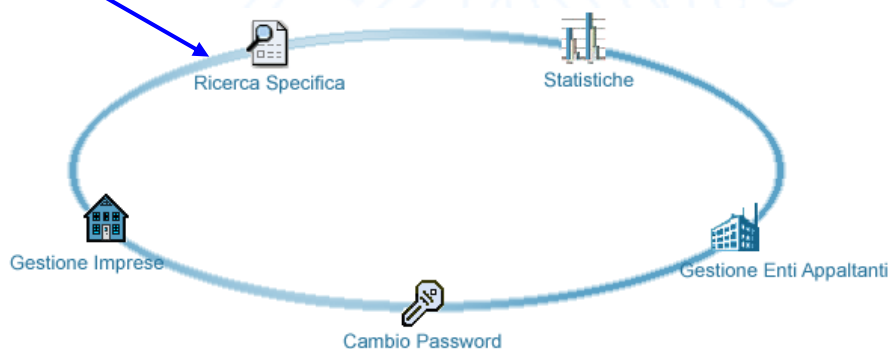 Ricerca Specifica
Statistiche
Gestione Imprese
Gestione Enti Appaltanti
Cambio Password